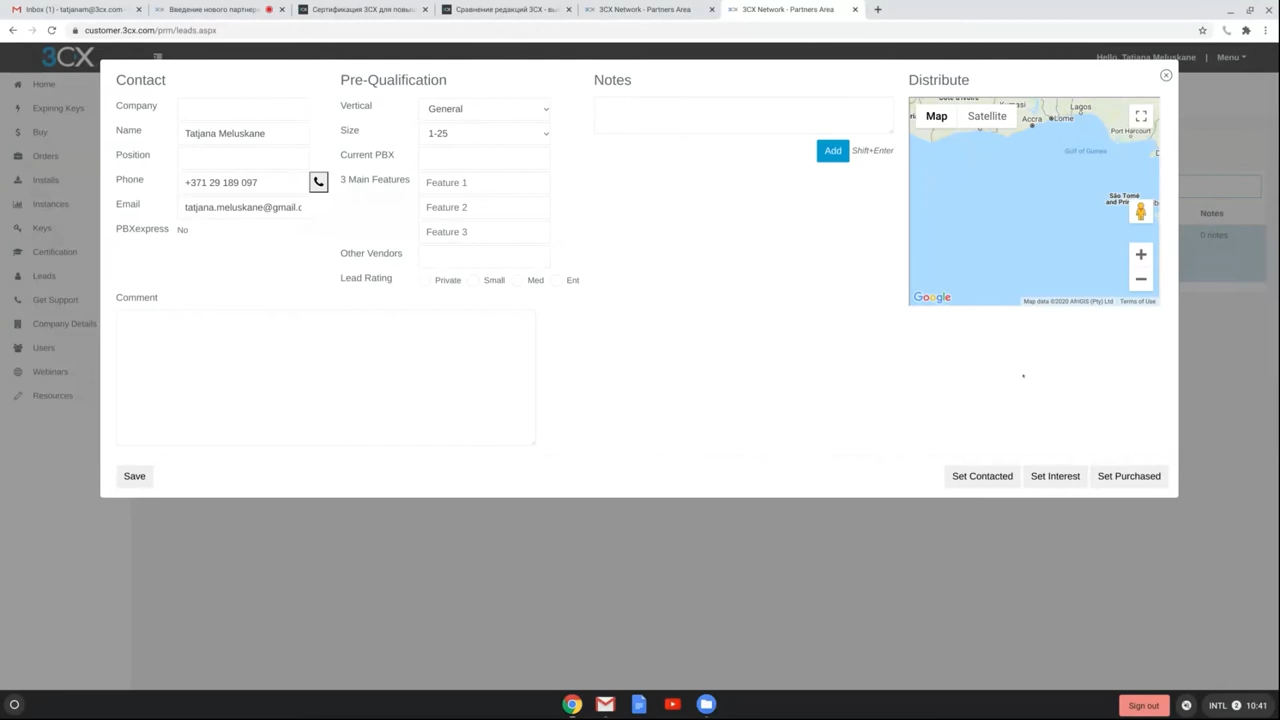 Inbox (1) - tatjanam@3cx.com
Введение нового партнера
Сертификация 3CX для повы
Сравнение редакций 3CX - вы
3CX Network - Partners Area
3CX Network - Partners Area
customer.3cx.com/prm/leads.aspx
3CX
Hello, Tatjana Meluskane | Menu
Home
Expiring Keys
Buy
Orders
Installs
Instances
Keys
Certification
Leads
Get Support
Company Details
Users
Webinars
Resources
Contact
Company
Name Tatjana Meluskane
Position
Phone +371 29 189 097
Email tatjana.meluskane@gmail.c
PBXexpress No
Comment
Pre-Qualification
Vertical General
Size 1-25
Current PBX
3 Main Features Feature 1
Feature 2
Feature 3
Other Vendors
Lead Rating Private Small Med Ent
Notes
Add Shift+Enter
Distribute
Map Satellite
Kumasi
Lagos
Accra
Lome
Port Harcourt
Gulf of Guinea
São Tomé
and Prí
Google
Map data ©2020 AfriGIS (Pty) Ltd Terms of Use
Notes
0 notes
Save
Set Contacted Set Interest Set Purchased
Sign out
INTL 2 10:41